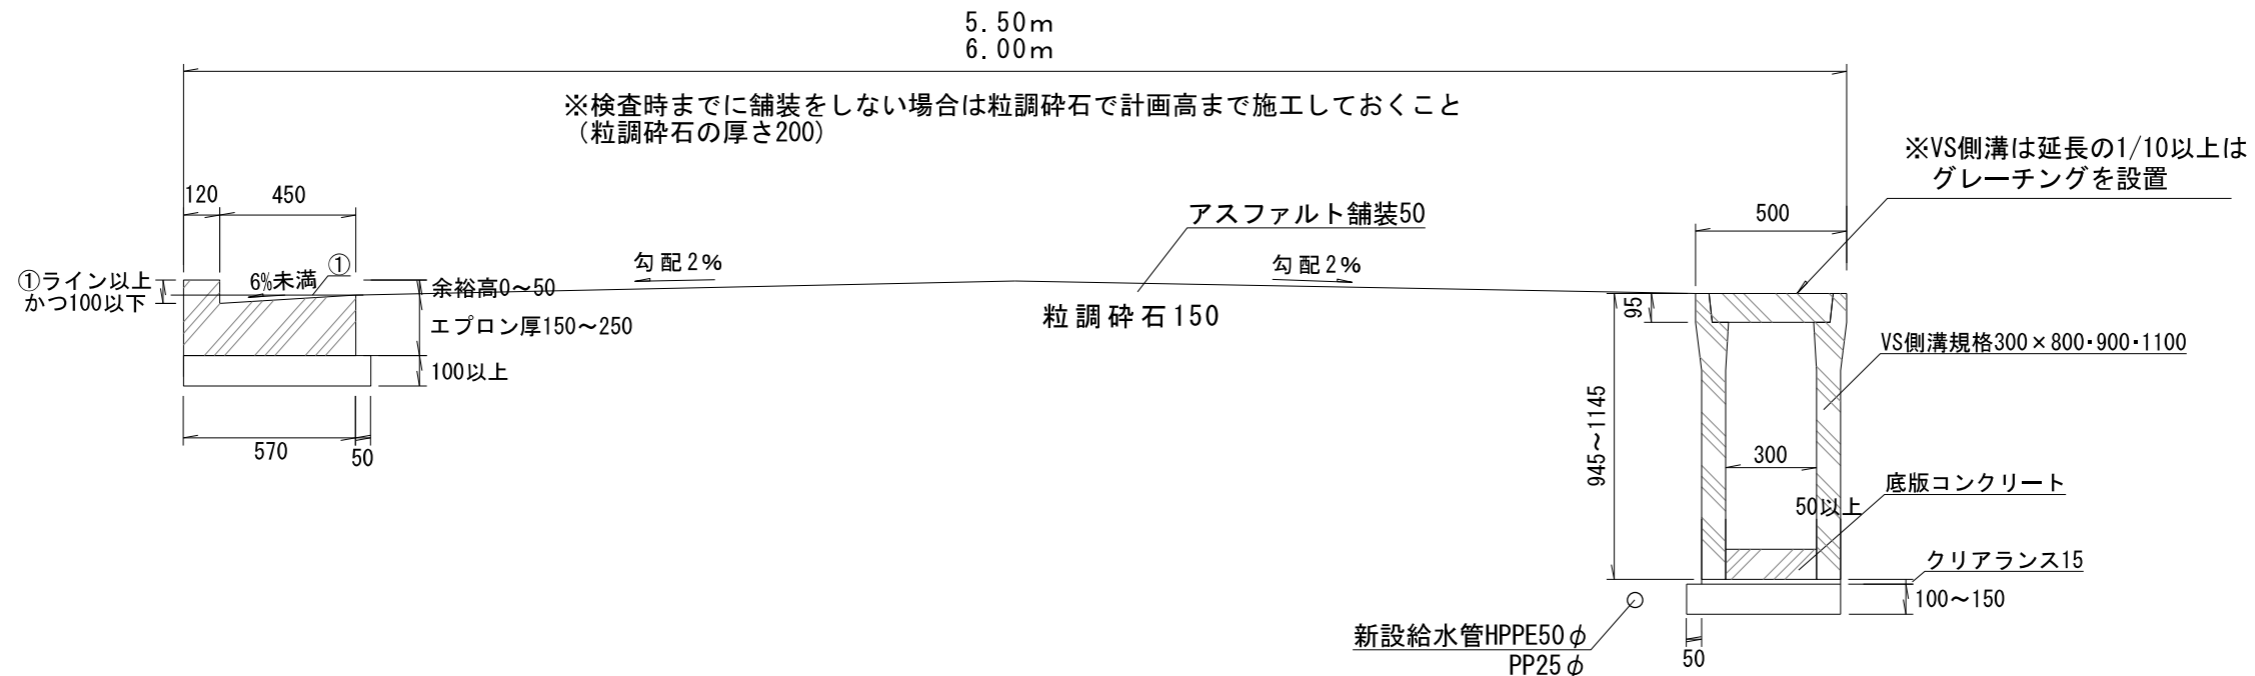 5.50m
6.00m
※検査時までに舗装をしない場合は粒調砕石で計画高まで施工しておくこと
（粒調砕石の厚さ200）
※VS側溝は延長の1/10以上は
グレーチングを設置
120
450
アスファルト舗装50
500
①ライン以上
かつ100以下
6%未満
①
余裕高0～50
勾配2%
勾配2%
粒調砕石150
95
エプロン厚150～250
VS側溝規格300×800・900・1100
100以上
570
50
945～1145
300
底版コンクリート
50以上
クリアランス15
100～150
新設給水管HPPE50φ
PP25φ
50